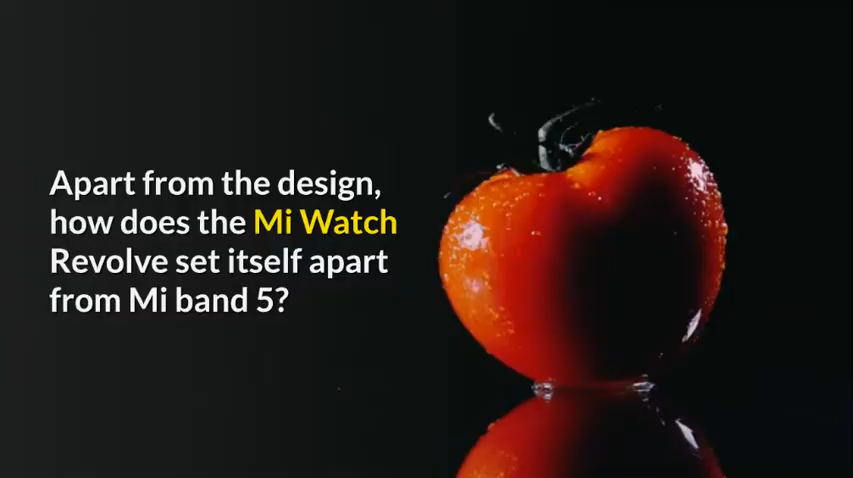 Apart from the design,
how does the Mi Watch
Revolve set itself apart
from Mi band 5?